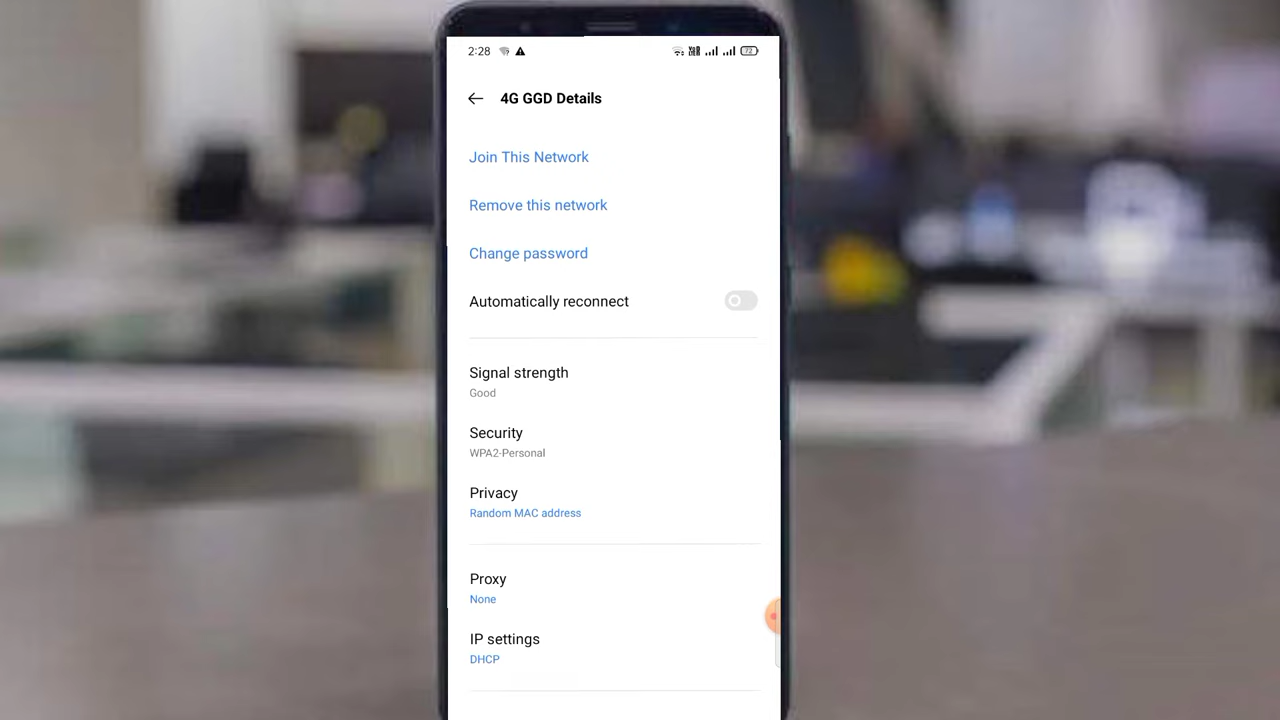 2:28
72
4G GGD Details
Join This Network
Remove this network
Change password
Automatically reconnect
Signal strength
Good
Security
WPA2-Personal
Privacy
Random MAC address
Proxy
None
IP settings
DHCP